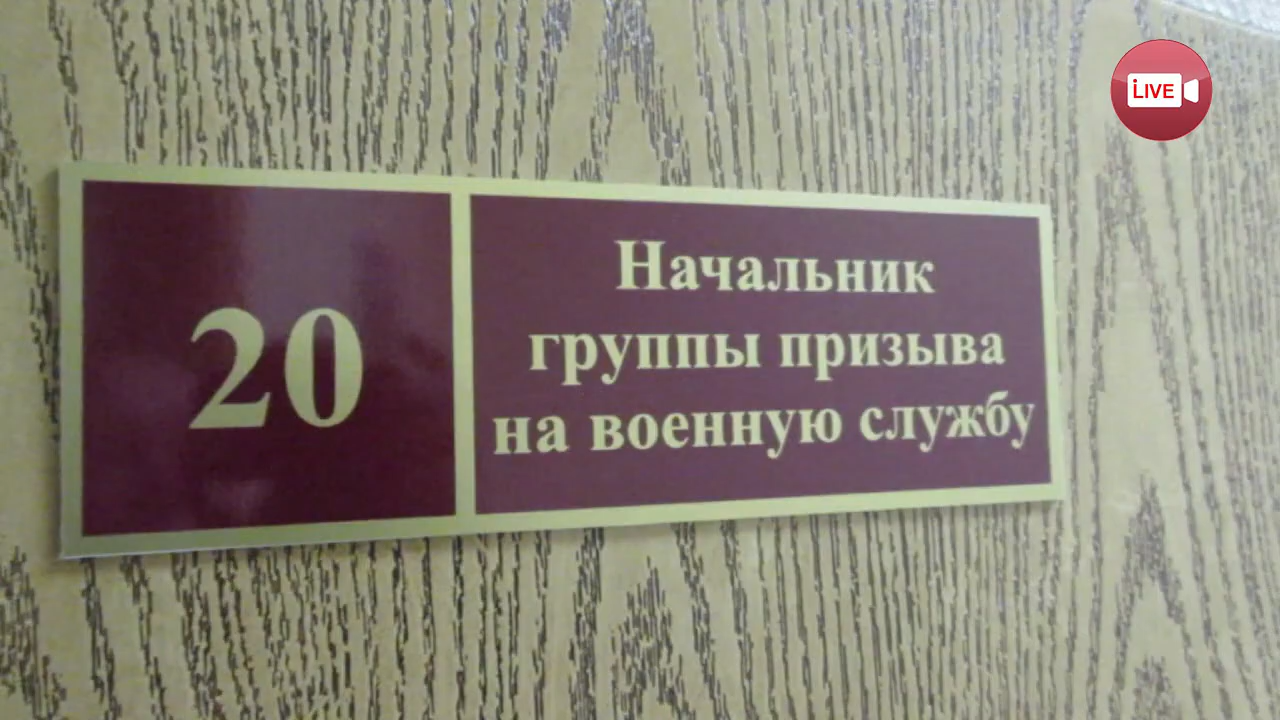 LIVE
20
Начальник
группы призыва
на военную службу